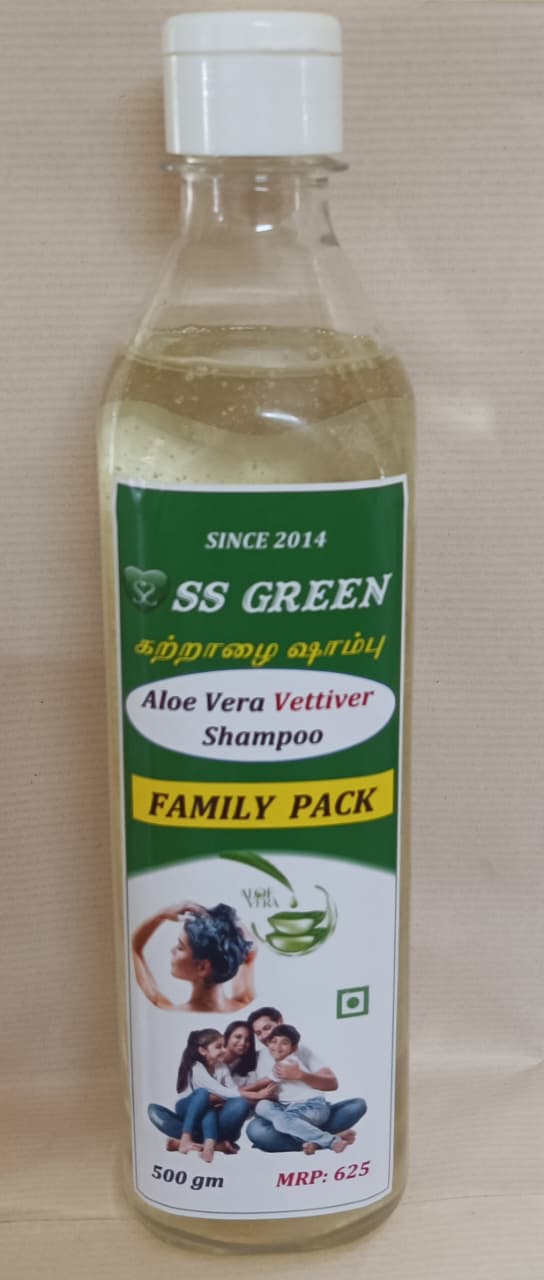 SINCE 2014
SS GREEN
கற்றாழை ஷாம்பு
Aloe Vera Vettiver
Shampoo
FAMILY PACK
ALOE
VERA
500 gm
MRP: 625